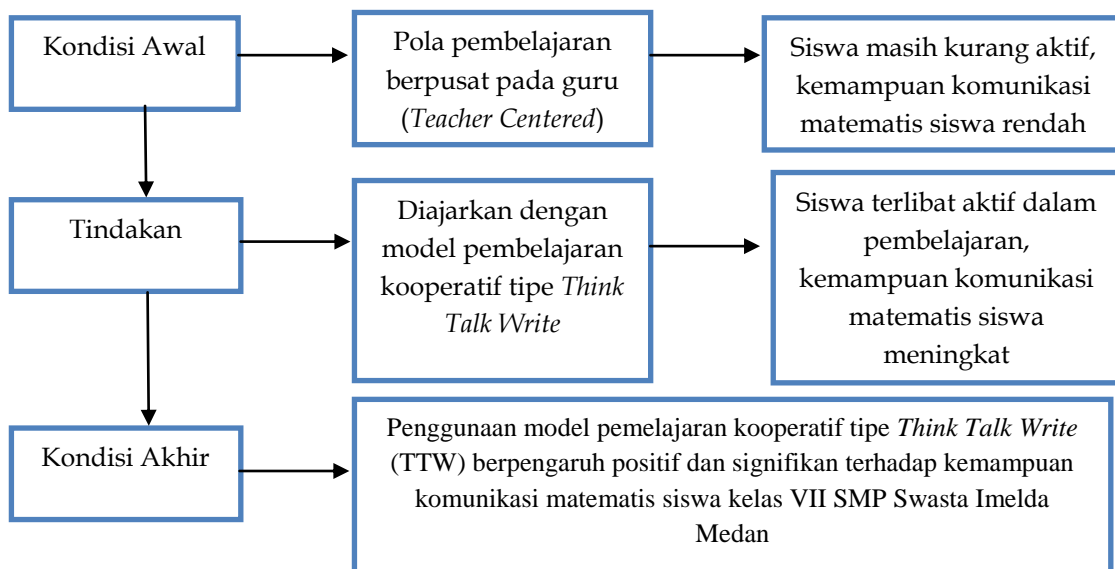 Kondisi Awal
Pola pembelajaran
berpusat pada guru
(Teacher Centered)
Siswa masih kurang aktif,
kemampuan komunikasi
matematis siswa rendah
Tindakan
Diajarkan dengan
model pembelajaran
kooperatif tipe Think
Talk Write
Siswa terlibat aktif dalam
pembelajaran,
kemampuan komunikasi
matematis siswa
meningkat
Kondisi Akhir
Penggunaan model pemelajaran kooperatif tipe Think Talk Write
(TTW) berpengaruh positif dan signifikan terhadap kemampuan
komunikasi matematis siswa kelas VII SMP Swasta Imelda
Medan